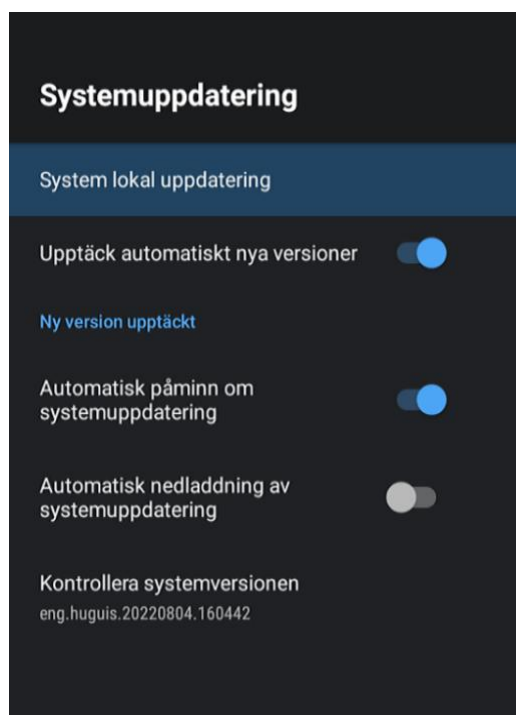 Systemuppdatering
System lokal uppdatering
Upptäck automatiskt nya versioner
Ny version upptäckt
Automatisk påminn om
systemuppdatering
Automatisk nedladdning av
systemuppdatering
Kontrollera systemversionen
eng.huguis.20220804.160442